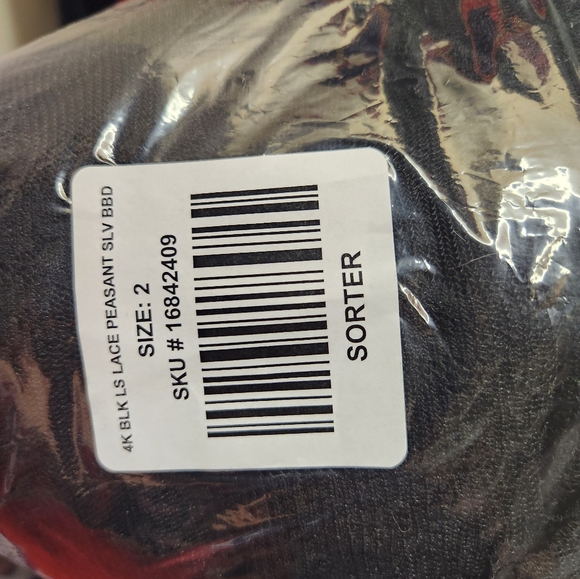 4K BLK LS LACE PEASANT SLV BBD
SIZE: 2
SKU # 16842409
SORTER